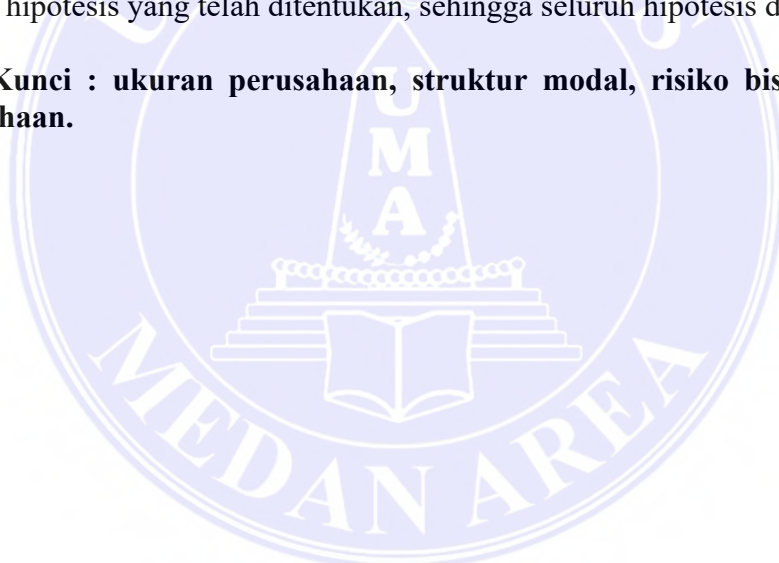 hipotesis yang telah ditentukan, sehingga seluruh hipotesis d
Kunci : ukuran perusahaan, struktur modal, risiko bis
haan.
UMA
MEDAN AREA